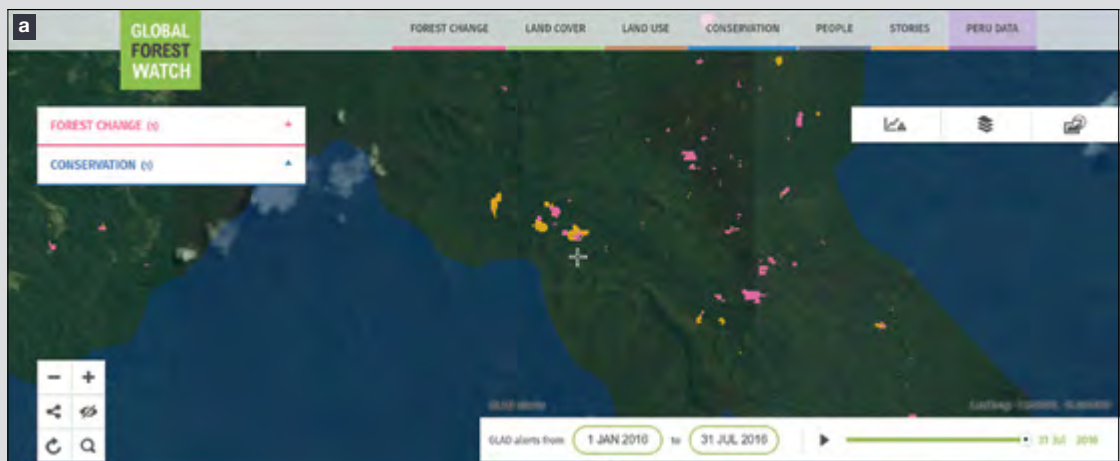 a
GLOBAL
FOREST
WATCH
FOREST CHANGE LAND COVER LAND USE CONSERVATION PEOPLE STORIES PERU DATA
FOREST CHANGE (1)
CONSERVATION (1)
GLAD alerts from 1 JAN 2016 to 31 JUL 2016 31 Jul 2016